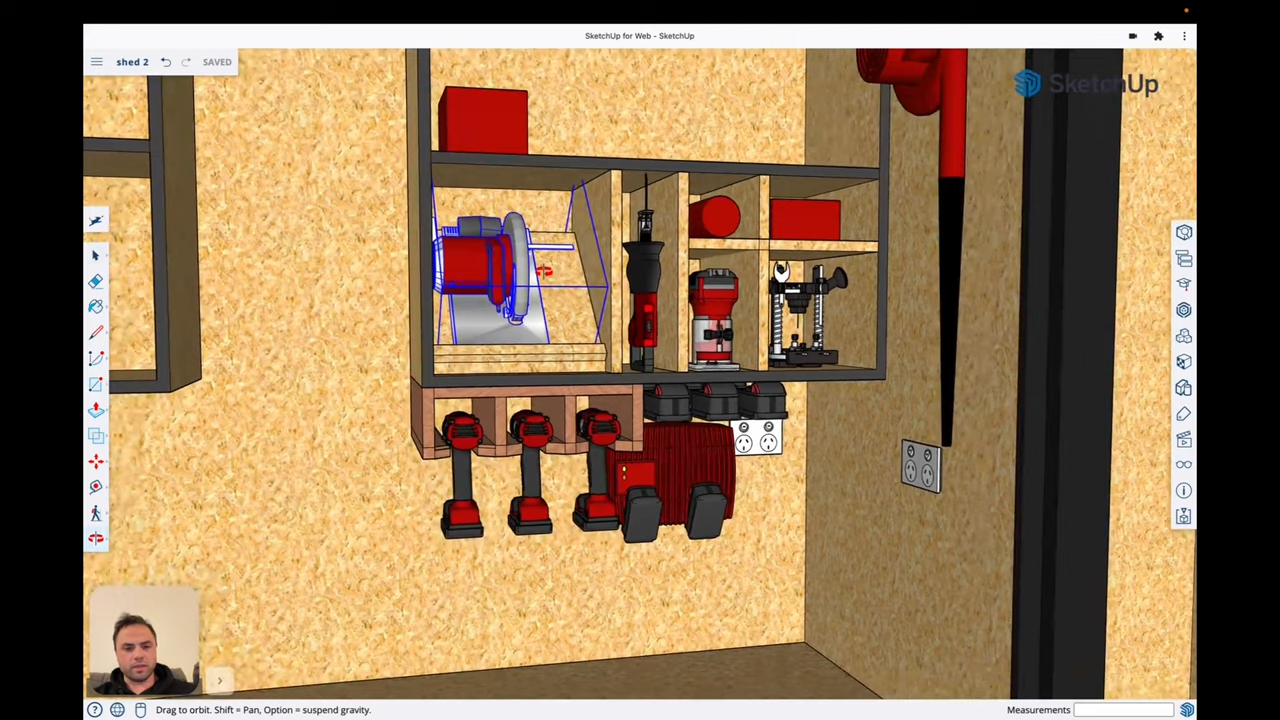 SketchUp for Web - SketchUp
shed 2
SAVED
SketchUp
Drag to orbit. Shift = Pan, Option = suspend gravity.
Measurements